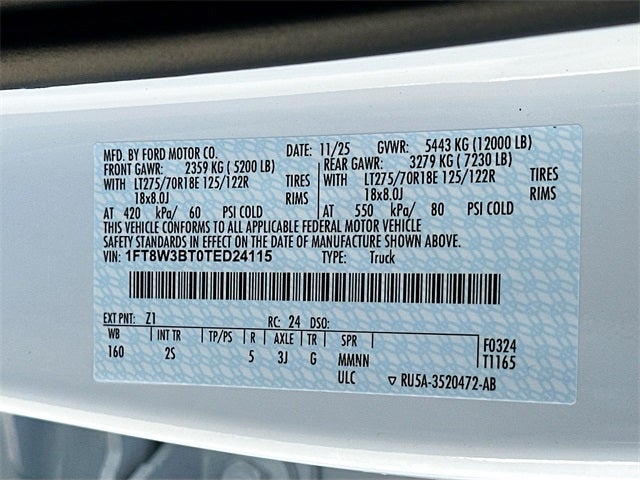 MFD. BY FORD MOTOR CO. DATE: 11/25 GVWR: 5443 KG (12000 LB)
FRONT GAWR: 2359 KG ( 5200 LB) REAR GAWR: 3279 KG ( 7230 LB)
WITH LT275/70R18E 125/122R TIRES WITH LT275/70R18E 125/122R TIRES
18x8.0J RIMS 18x8.0J RIMS
AT 420 kPa/ 60 PSI COLD AT 550 kPa/ 80 PSI COLD
THIS VEHICLE CONFORMS TO ALL APPLICABLE FEDERAL MOTOR VEHICLE
SAFETY STANDARDS IN EFFECT ON THE DATE OF MANUFACTURE SHOWN ABOVE.
VIN: 1FT8W3BT0TED24115 TYPE: Truck
EXT PNT: Z1 RC: 24 DSO:
WB INT TR TP/PS R AXLE TR SPR F0324
160 2S 5 3J G MMNN T1165
ULC RU5A-3520472-AB